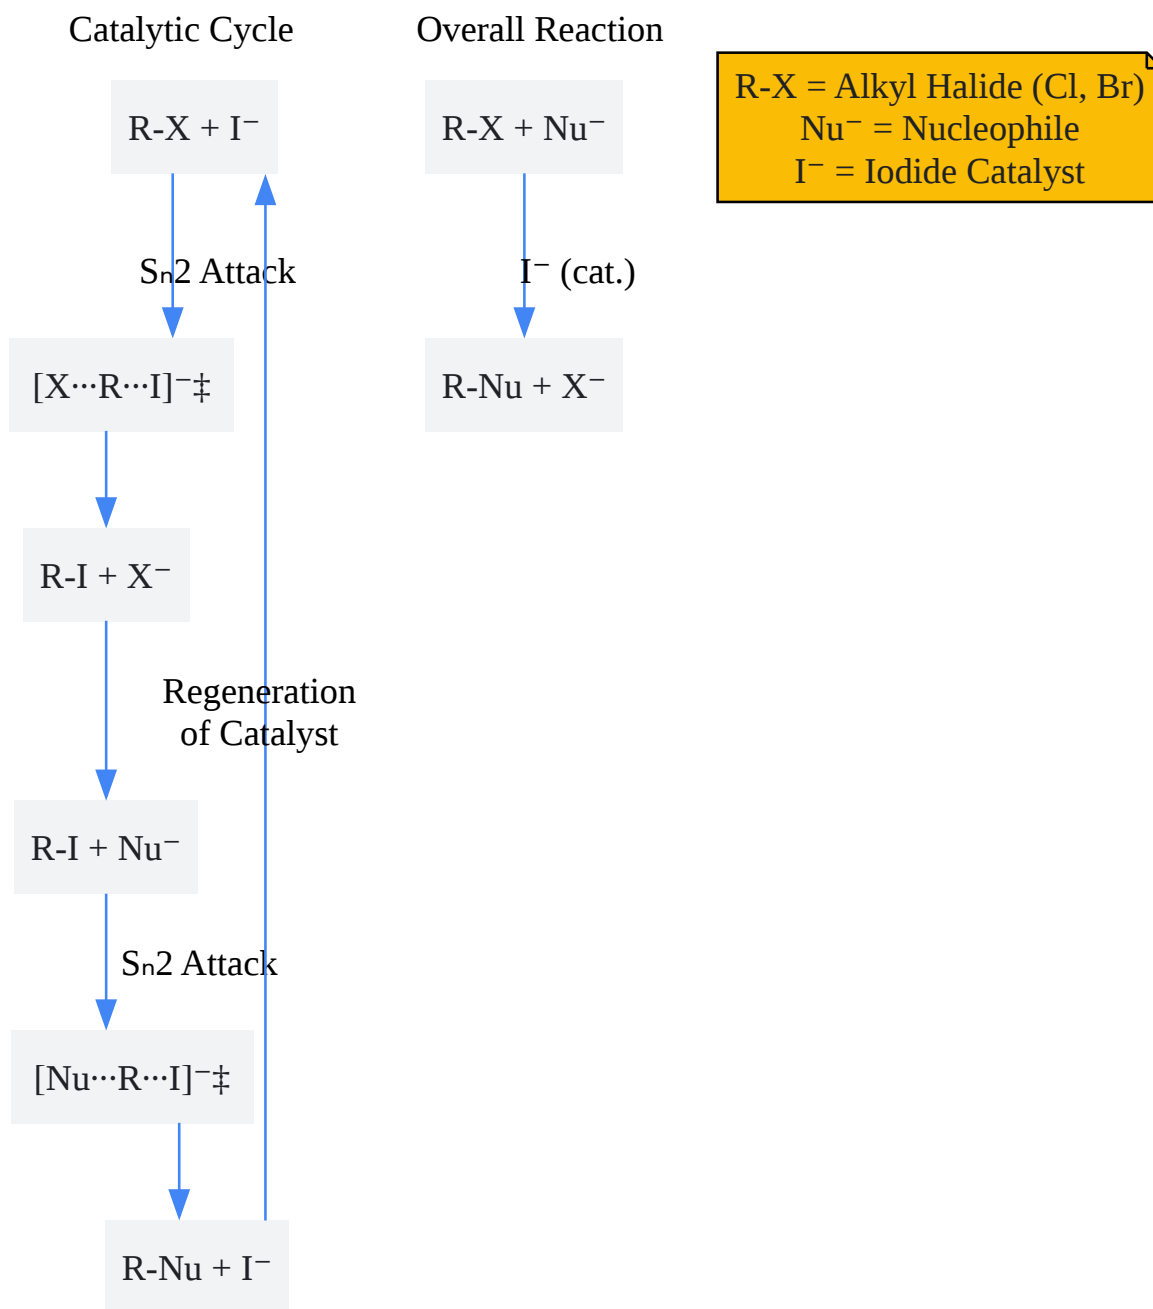 Catalytic Cycle
Overall Reaction
R-X = Alkyl Halide (Cl, Br)
Nu⁻ = Nucleophile
I⁻ = Iodide Catalyst
R-X + I⁻
R-X + Nu⁻
Sₙ2 Attack
I⁻ (cat.)
[X···R···I]⁻‡
R-Nu + X⁻
R-I + X⁻
Regeneration
of Catalyst
R-I + Nu⁻
Sₙ2 Attack
[Nu···R···I]⁻‡
R-Nu + I⁻